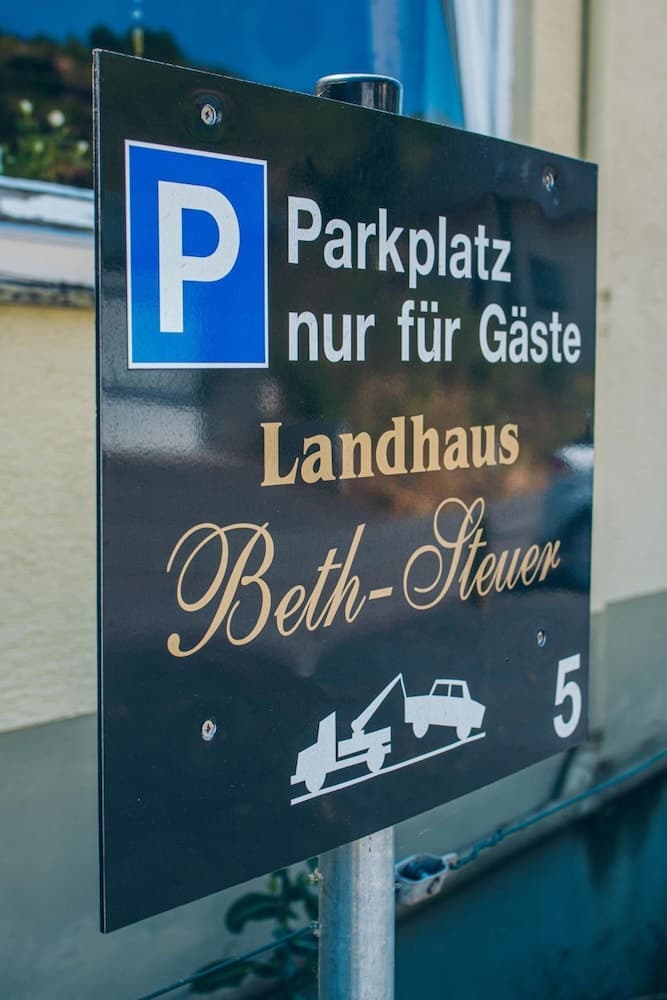 P
Parkplatz
nur für Gäste
Landhaus
Beth-Steuer
5